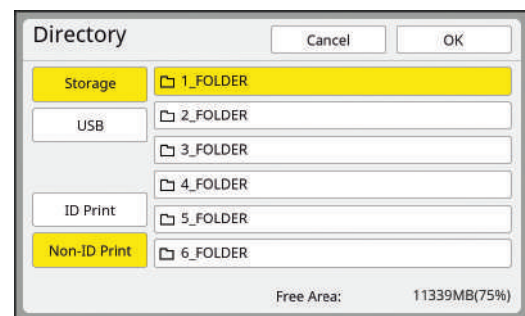 Directory
Cancel
OK
Storage
USB
ID Print
Non-ID Print
1_FOLDER
2_FOLDER
3_FOLDER
4_FOLDER
5_FOLDER
6_FOLDER
Free Area: 11339MB(75%)